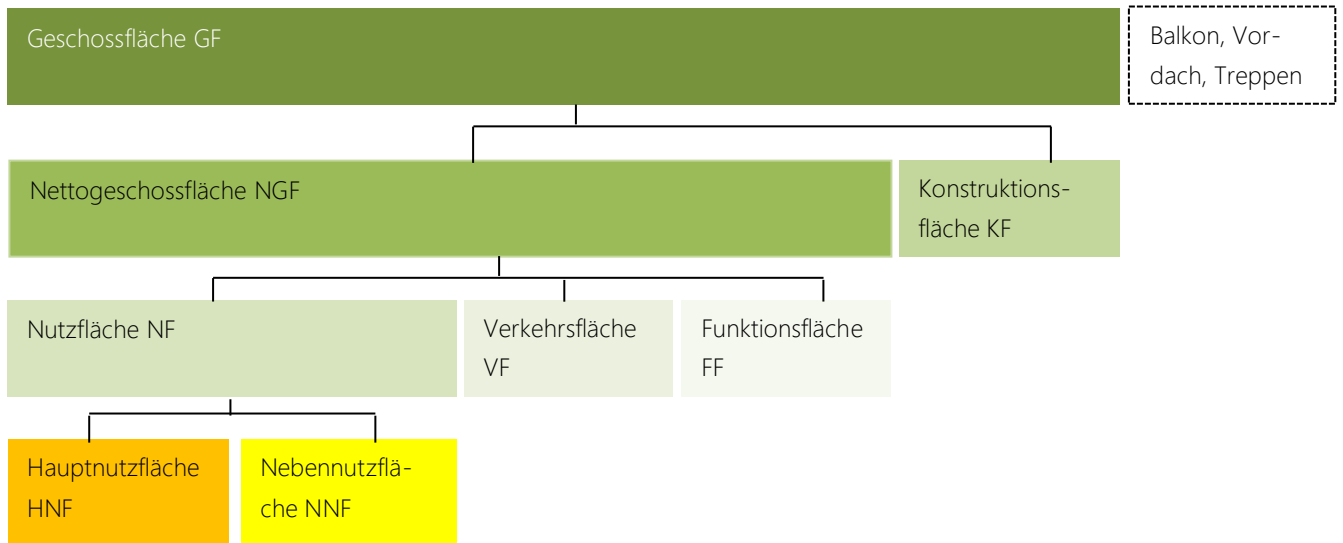 Geschossfläche GF
Balkon, Vor-
dach, Treppen
Nettogeschossfläche NGF
Konstruktions-
fläche KF
Nutzfläche NF
Verkehrsfläche
VF
Funktionsfläche
FF
Hauptnutzfläche
HNF
Nebennutzflä-
che NNF